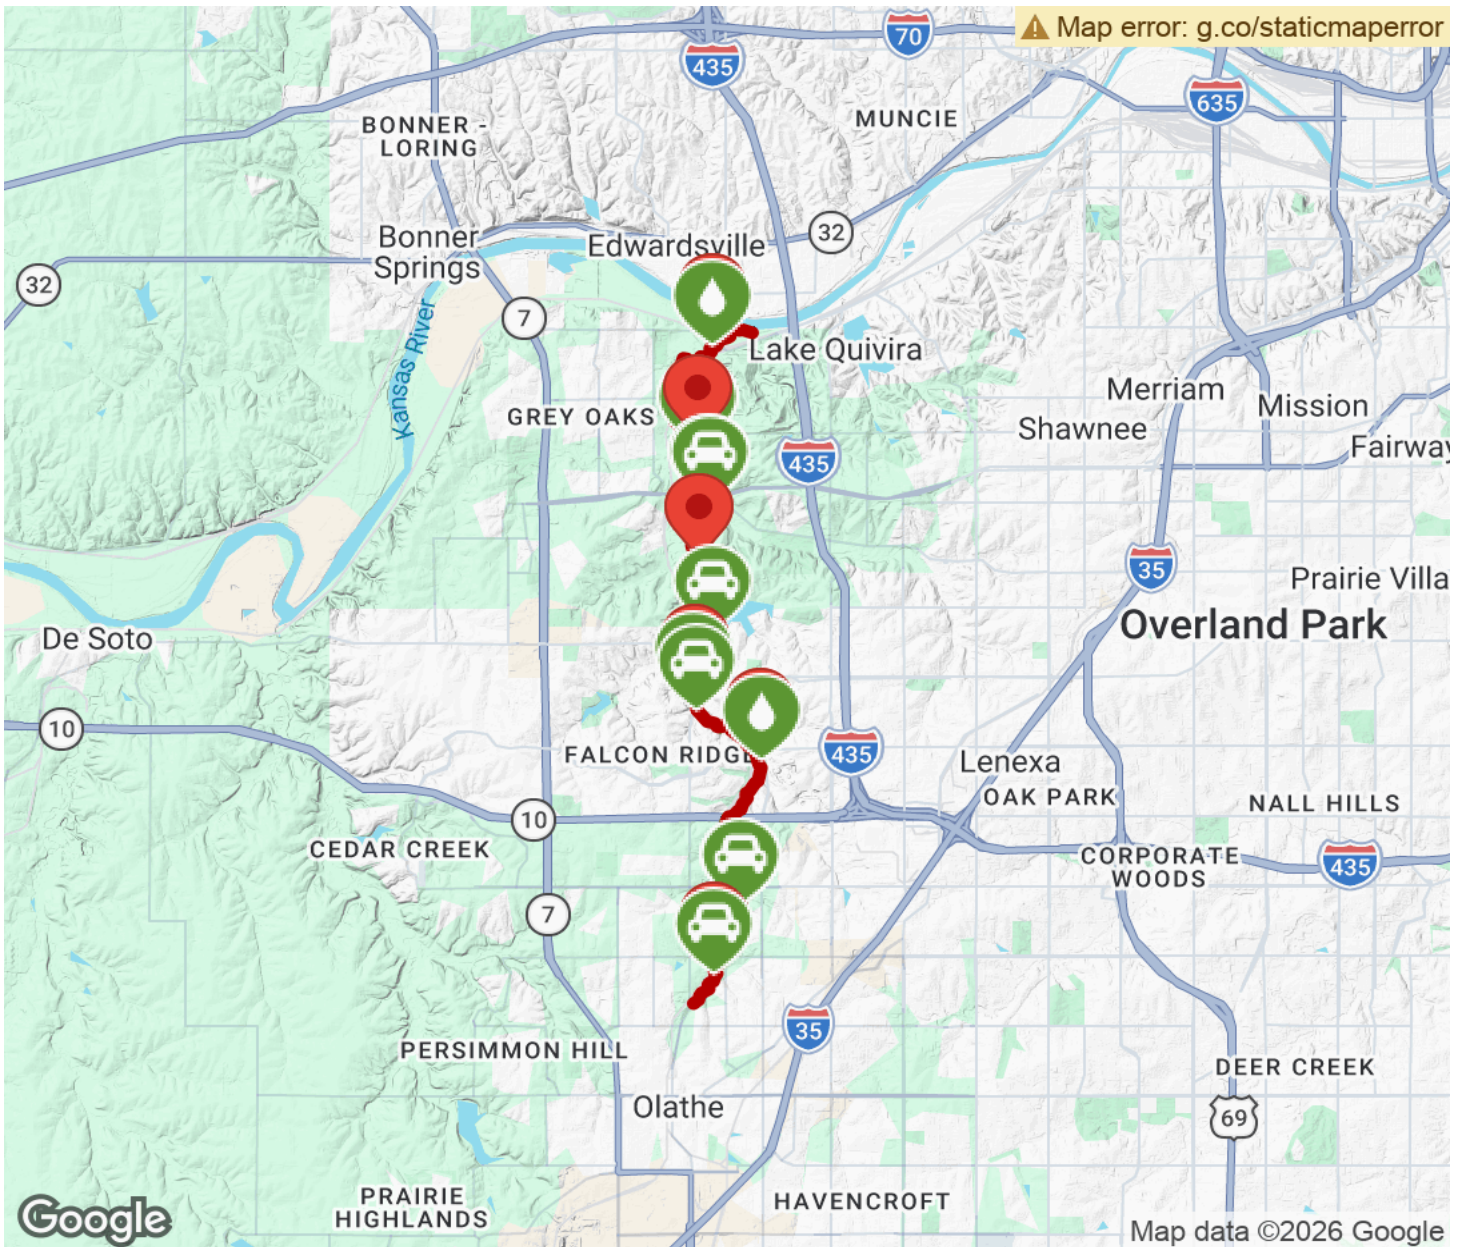 Map error: g.co/staticmaperror
70
435
635
MUNCIE
BONNER -
LORING
32
Edwardsville
Bonner
Springs
32
7
Kansas River
Lake Quivira
Merriam
Mission
GREY OAKS
Shawnee
Fairway
435
35
Prairie Villa
Overland Park
De Soto
10
FALCON RIDGE
435
Lenexa
OAK PARK
NALL HILLS
10
CEDAR CREEK
CORPORATE
WOODS
435
7
35
PERSIMMON HILL
DEER CREEK
Olathe
69
PRAIRIE
HIGHLANDS
HAVENCROFT
Google
Map data ©2026 Google